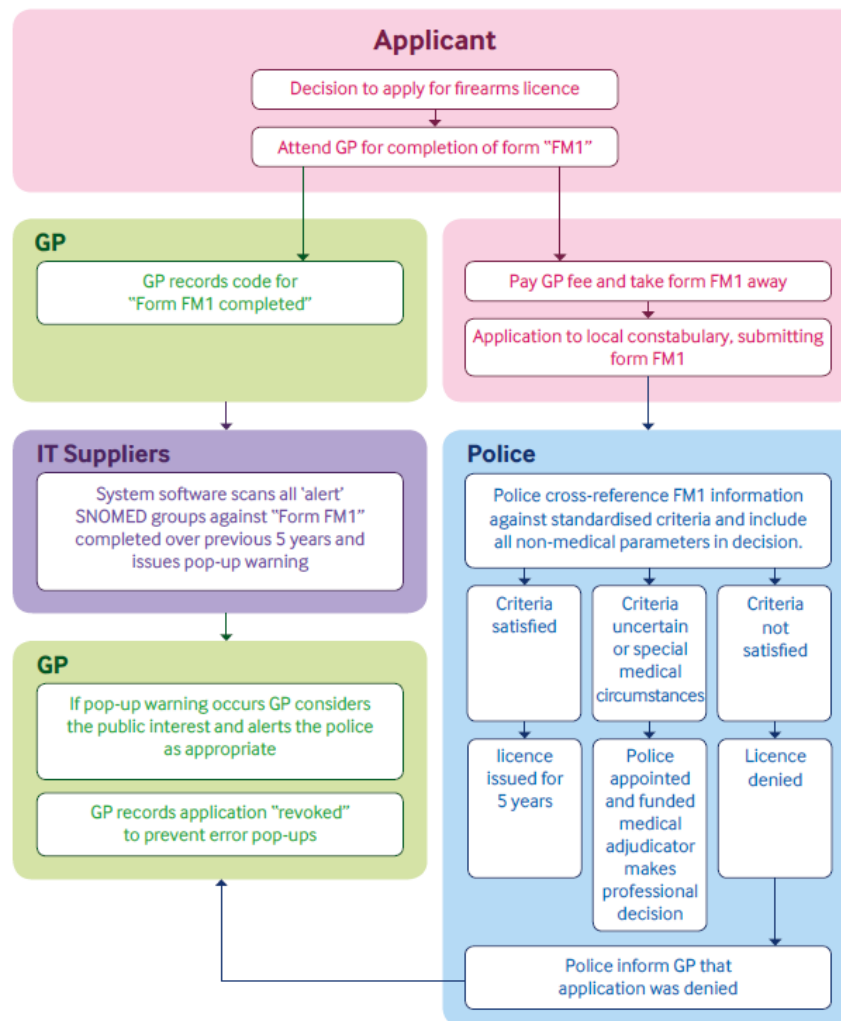 Applicant
Decision to apply for firearms licence
Attend GP for completion of form "FM1"
GP
GP records code for
"Form FM1 completed"
Pay GP fee and take form FM1 away
Application to local constabulary, submitting
form FM1
IT Suppliers
System software scans all 'alert'
SNOMED groups against "Form FM1"
completed over previous 5 years and
issues pop-up warning
GP
If pop-up warning occurs GP considers
the public interest and alerts the police
as appropriate
GP records application "revoked"
to prevent error pop-ups
Police
Police cross-reference FM1 information
against standardised criteria and include
all non-medical parameters in decision.
Criteria
satisfied
Criteria
uncertain
or special
medical
circumstances
Criteria
not
satisfied
licence
issued for
5 years
Police
appointed
and funded
medical
adjudicator
makes
professional
decision
Licence
denied
Police inform GP that
application was denied